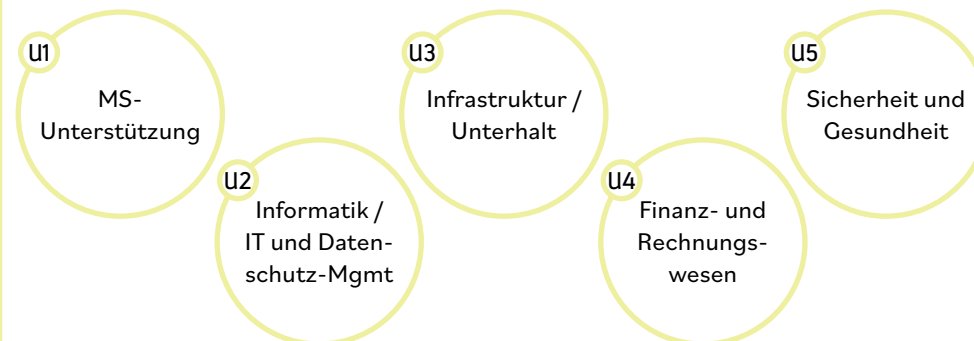 U1
MS-
Unterstützung
U2
Informatik /
IT und Daten-
schutz-Mgmt
U3
Infrastruktur /
Unterhalt
U4
Finanz- und
Rechnungs-
wesen
U5
Sicherheit und
Gesundheit